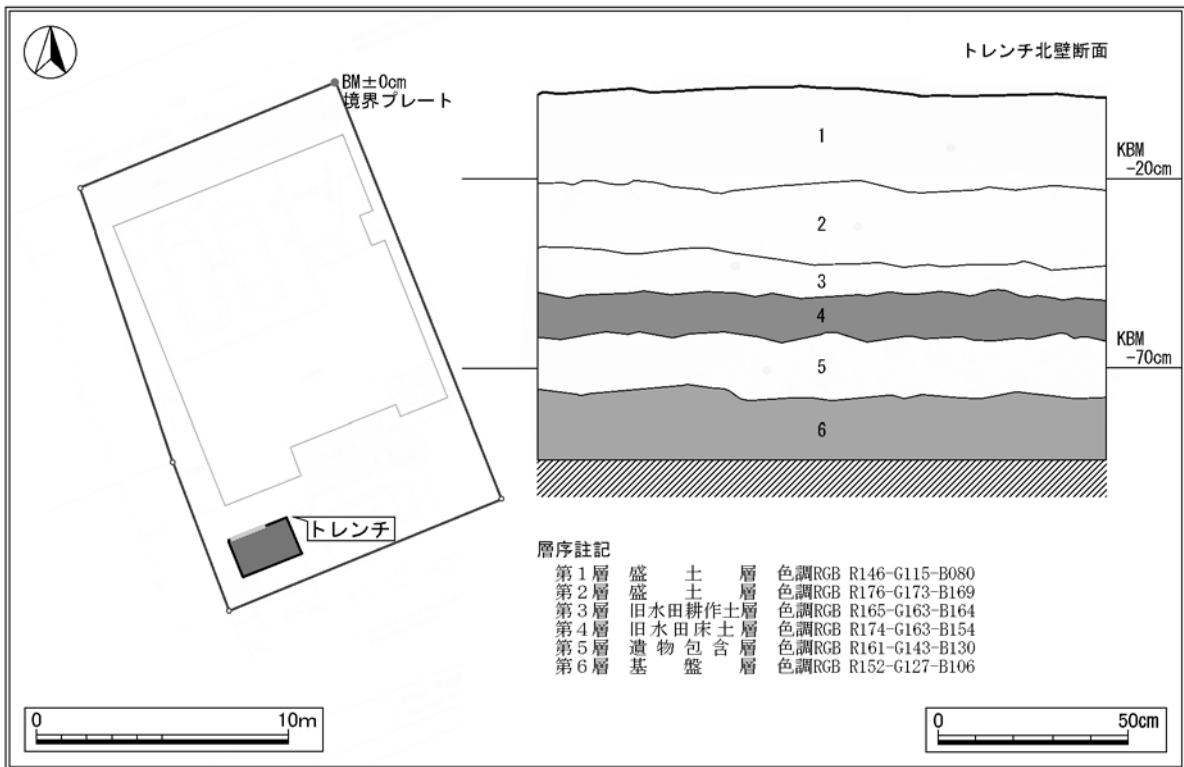 トレンチ北壁断面
BM±0cm
境界プレート
1
KBM
-20cm
2
3
4
KBM
-70cm
5
6
トレンチ
層序註記
第1層 盛土層 色調RGB R146-G115-B080
第2層 盛土層 色調RGB R176-G173-B169
第3層 旧水田耕作土層 色調RGB R165-G163-B164
第4層 旧水田床土層 色調RGB R174-G163-B154
第5層 遺物包含層 色調RGB R161-G143-B130
第6層 基盤層 色調RGB R152-G127-B106
0 10m
0 50cm